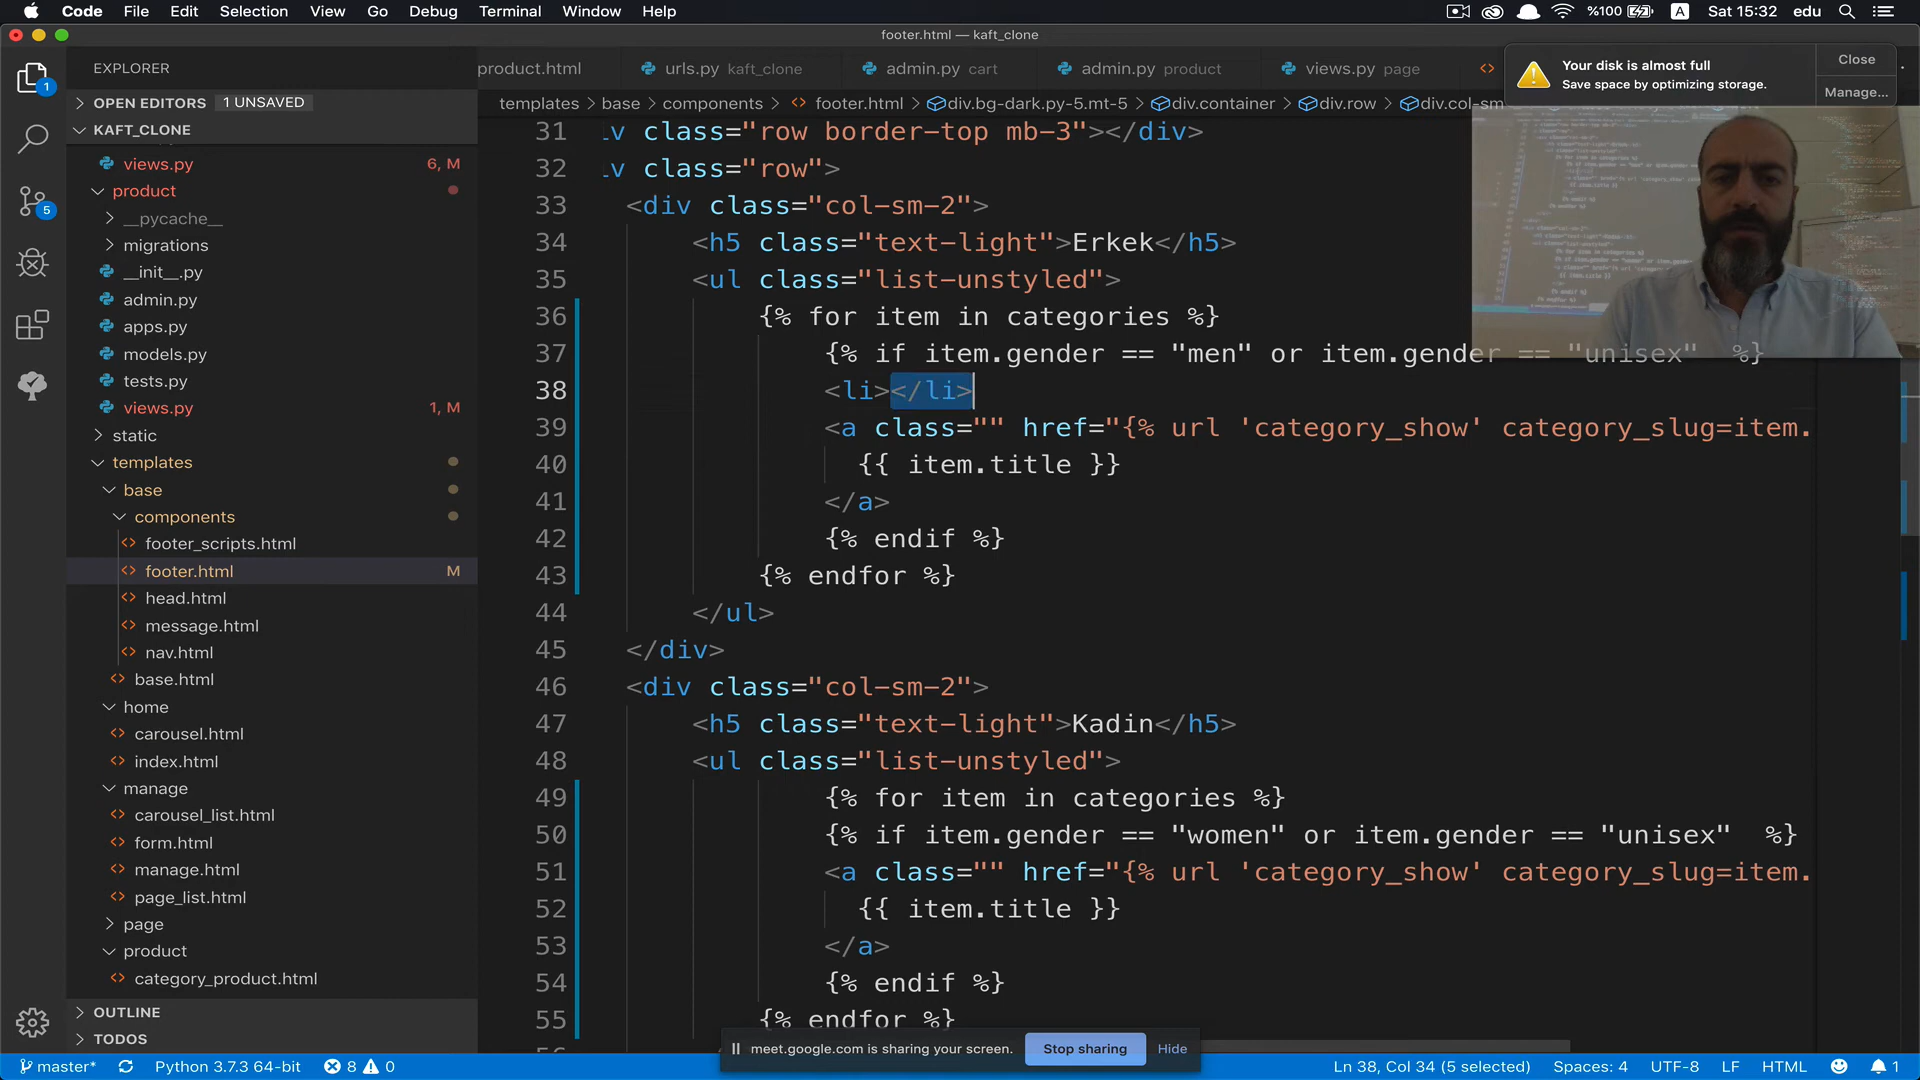 Code File Edit Selection View Go Debug Terminal Window Help
%100 A Sat 15:32 edu
footer.html — kaft_clone
EXPLORER
OPEN EDITORS 1 UNSAVED
KAFT_CLONE
views.py 6, M
product
__pycache__
migrations
__init__.py
admin.py
apps.py
models.py
tests.py
views.py 1, M
static
templates
base
components
footer_scripts.html
footer.html M
head.html
message.html
nav.html
base.html
home
carousel.html
index.html
manage
carousel_list.html
form.html
manage.html
page_list.html
page
product
category_product.html
OUTLINE
TODOS
1
5
product.html urls.py kaft_clone admin.py cart admin.py product views.py page
templates > base > components > footer.html > div.bg-dark.py-5.mt-5 > div.container > div.row > div.col-sm
Your disk is almost full
Save space by optimizing storage.
Close
Manage...
31 v class="row border-top mb-3"></div>
32 v class="row">
33 <div class="col-sm-2">
34 <h5 class="text-light">Erkek</h5>
35 <ul class="list-unstyled">
36 {% for item in categories %}
37 {% if item.gender == "men" or item.gender == "unisex" %}
38 <li></li>
39 <a class="" href="{% url 'category_show' category_slug=item.
40 {{ item.title }}
41 </a>
42 {% endif %}
43 {% endfor %}
44 </ul>
45 </div>
46 <div class="col-sm-2">
47 <h5 class="text-light">Kadin</h5>
48 <ul class="list-unstyled">
49 {% for item in categories %}
50 {% if item.gender == "women" or item.gender == "unisex" %}
51 <a class="" href="{% url 'category_show' category_slug=item.
52 {{ item.title }}
53 </a>
54 {% endif %}
55 {% endfor %}
meet.google.com is sharing your screen. Stop sharing Hide
master* Python 3.7.3 64-bit 8 0 Ln 38, Col 34 (5 selected) Spaces: 4 UTF-8 LF HTML 1